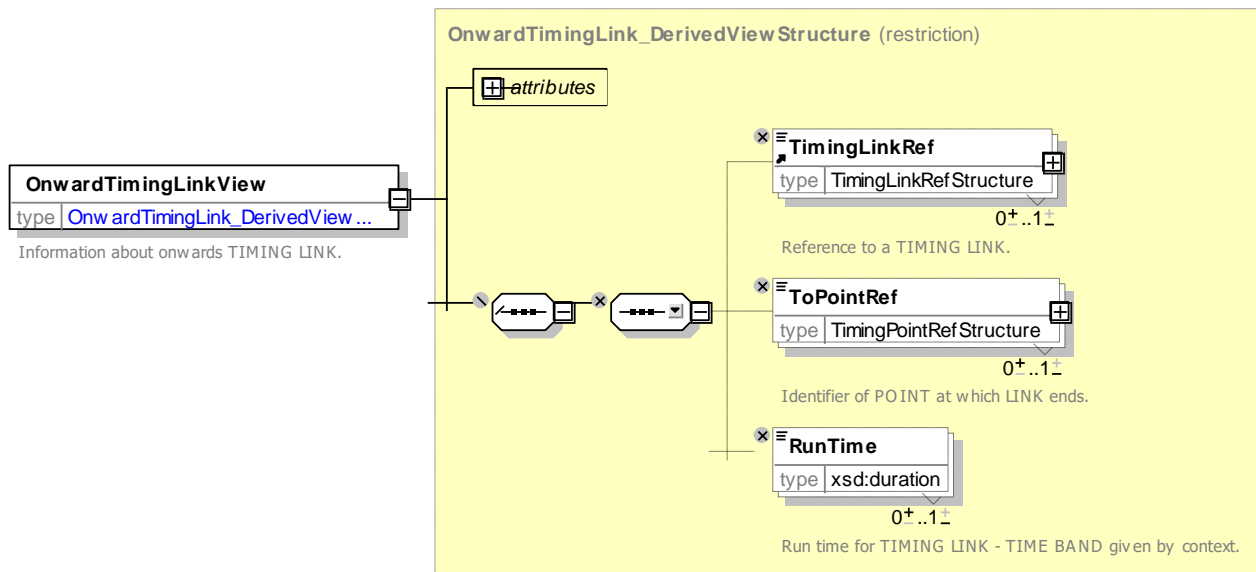 OnwardTimingLink_DerivedViewStructure (restriction)
attributes
OnwardTimingLinkView
type OnwardTimingLink_DerivedView...
Information about onwards TIMING LINK.
TimingLinkRef
type TimingLinkRefStructure
0..1
Reference to a TIMING LINK.
ToPointRef
type TimingPointRefStructure
0..1
Identifier of POINT at which LINK ends.
RunTime
type xsd:duration
0..1
Run time for TIMING LINK - TIME BAND given by context.